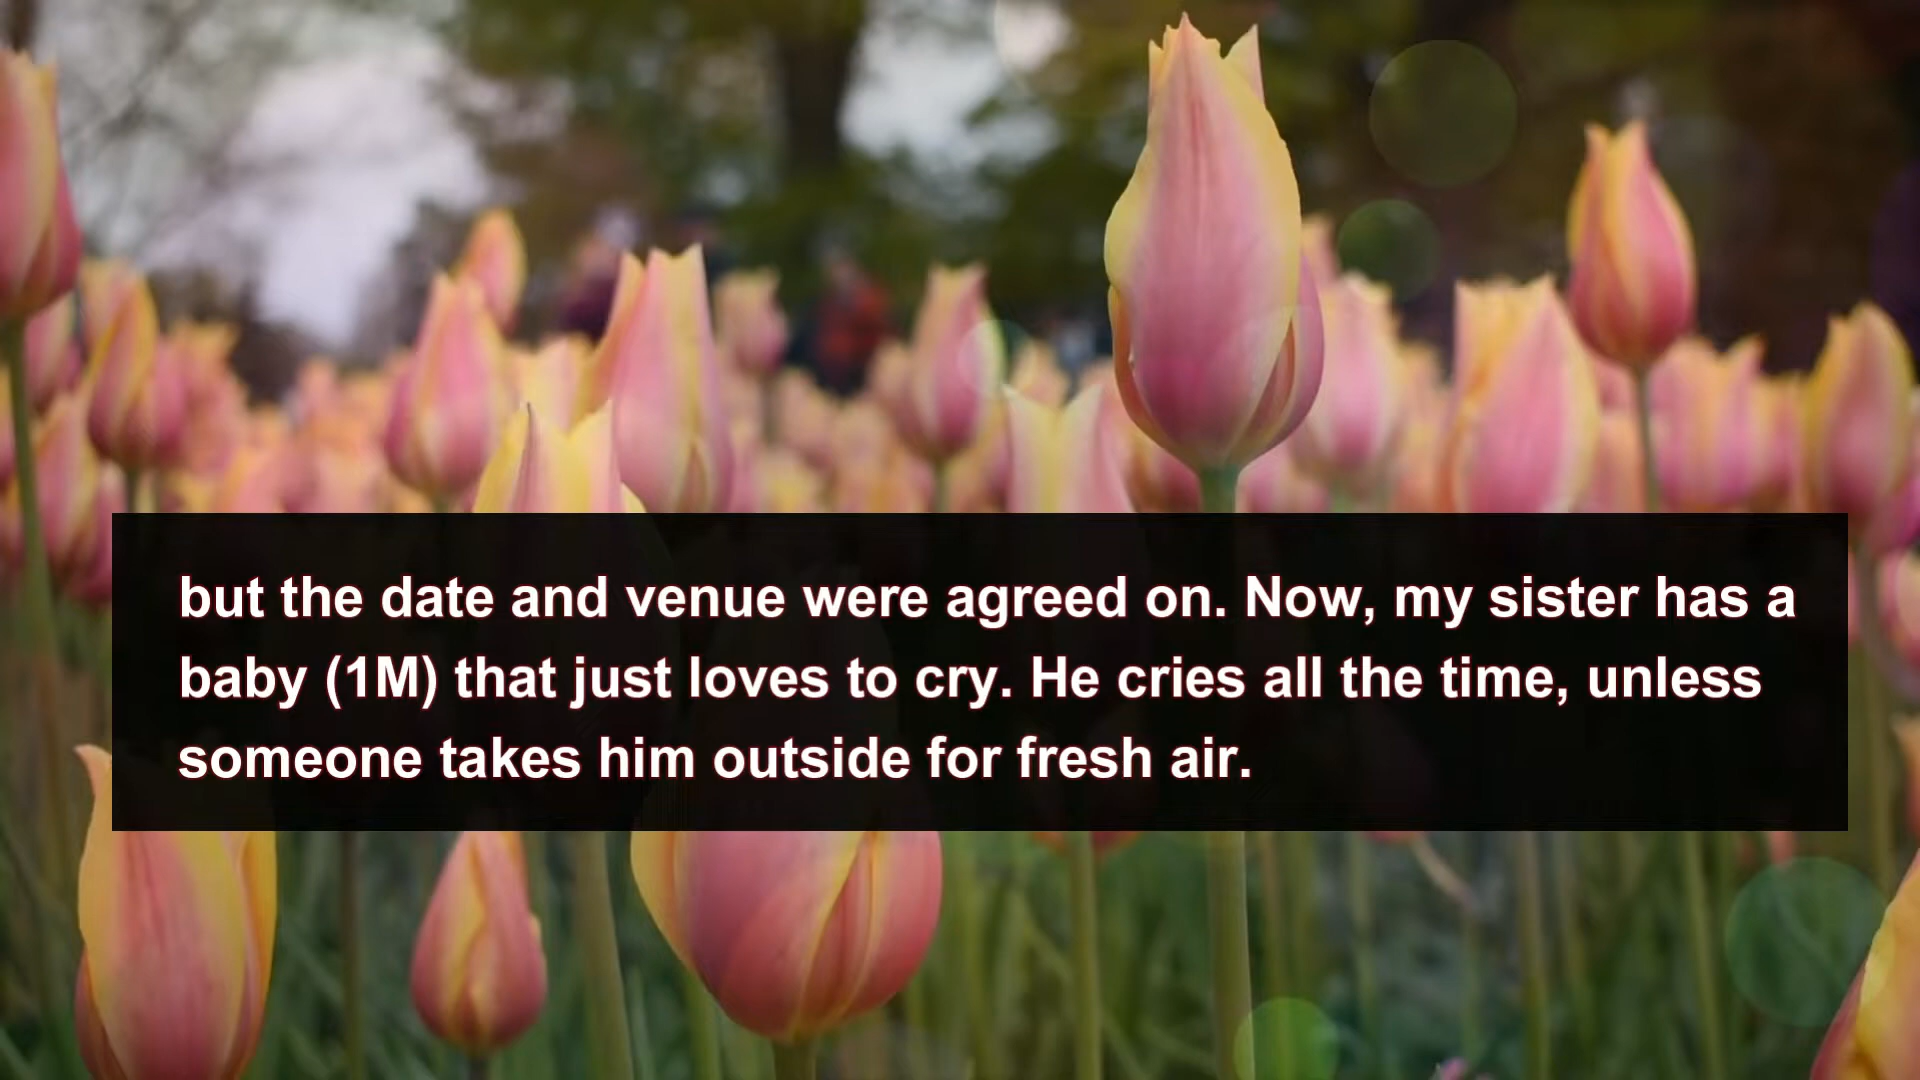 but the date and venue were agreed on. Now, my sister has a
baby (1M) that just loves to cry. He cries all the time, unless
someone takes him outside for fresh air.